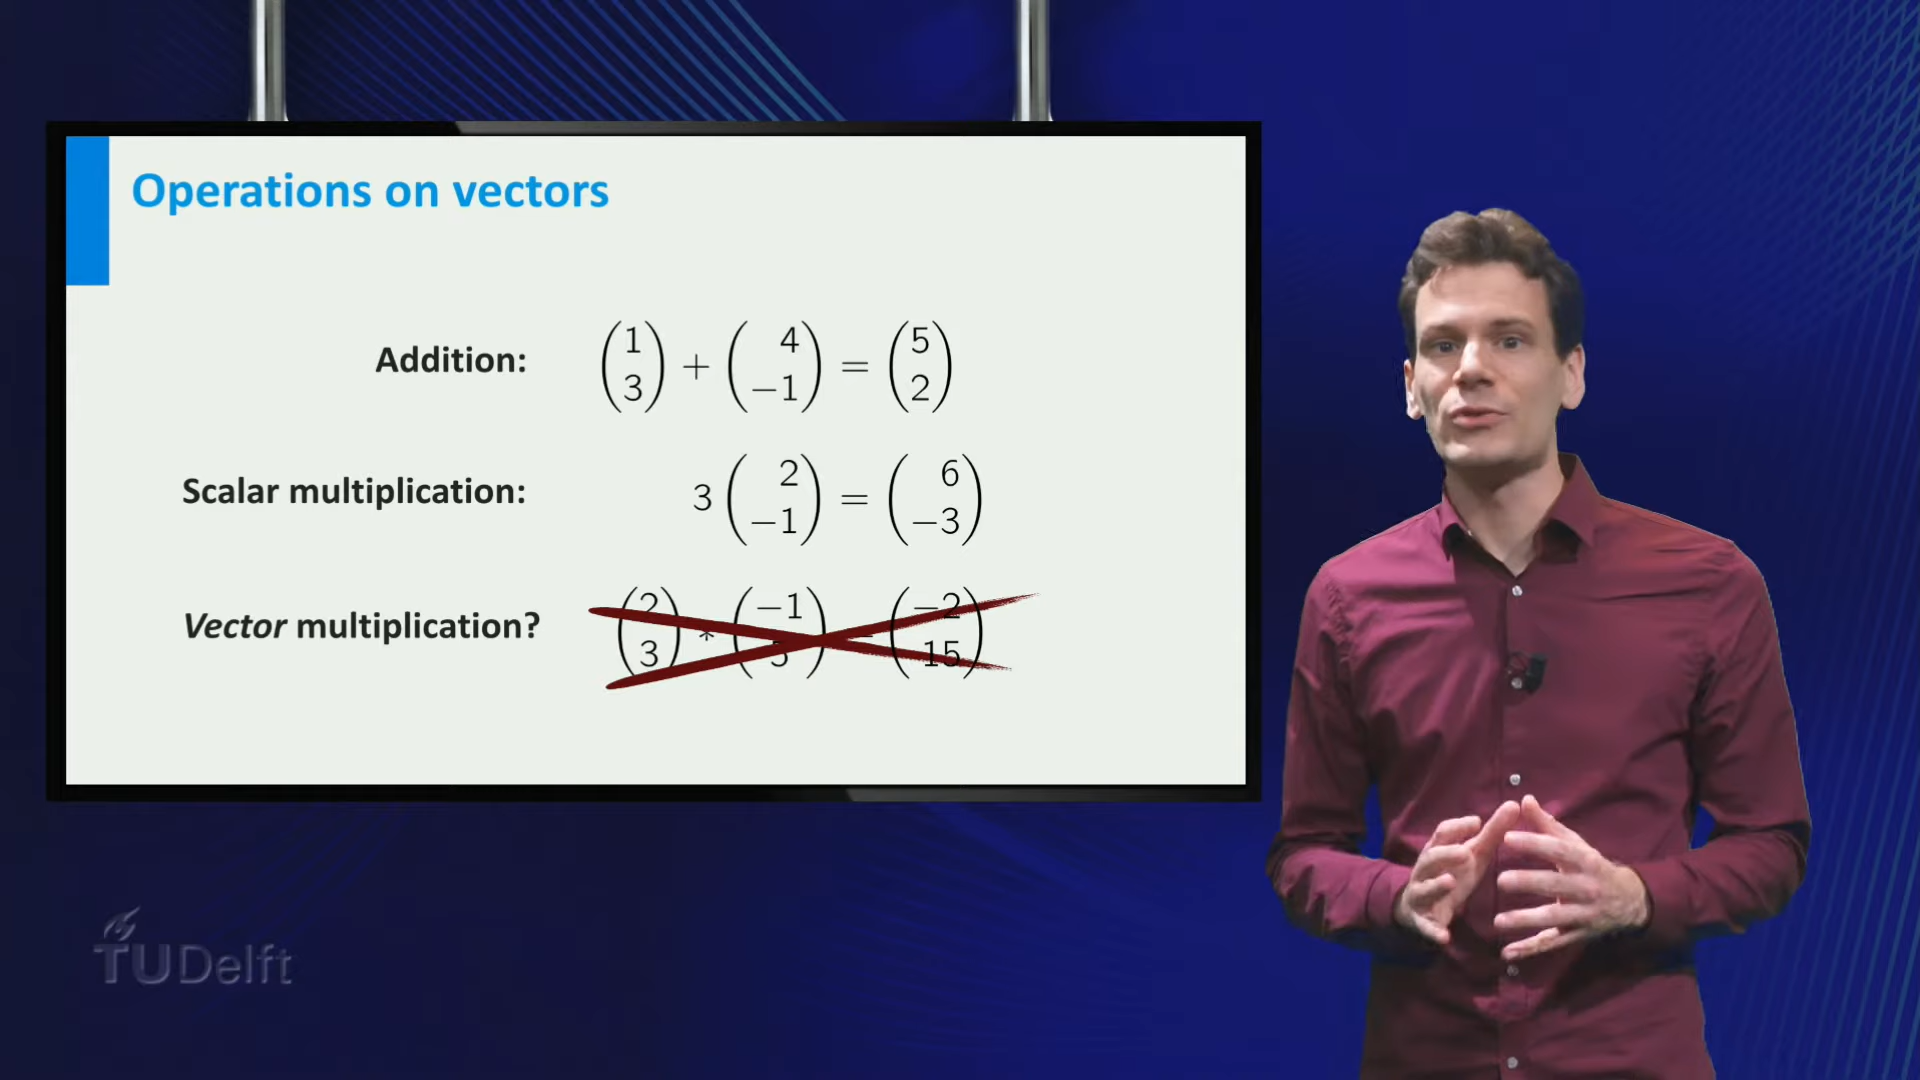 Operations on vectors
Addition: (1 3) + (4 −1) = (5 2)
Scalar multiplication: 3 (2 −1) = (6 −3)
Vector multiplication? (2 3) * (−1 5) = (−2 15)
TUDelft